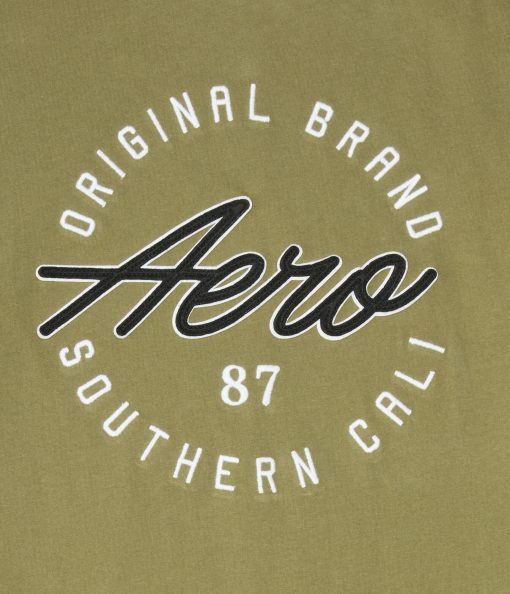 ORIGINAL BRAND
Aero
87
SOUTHERN CALI